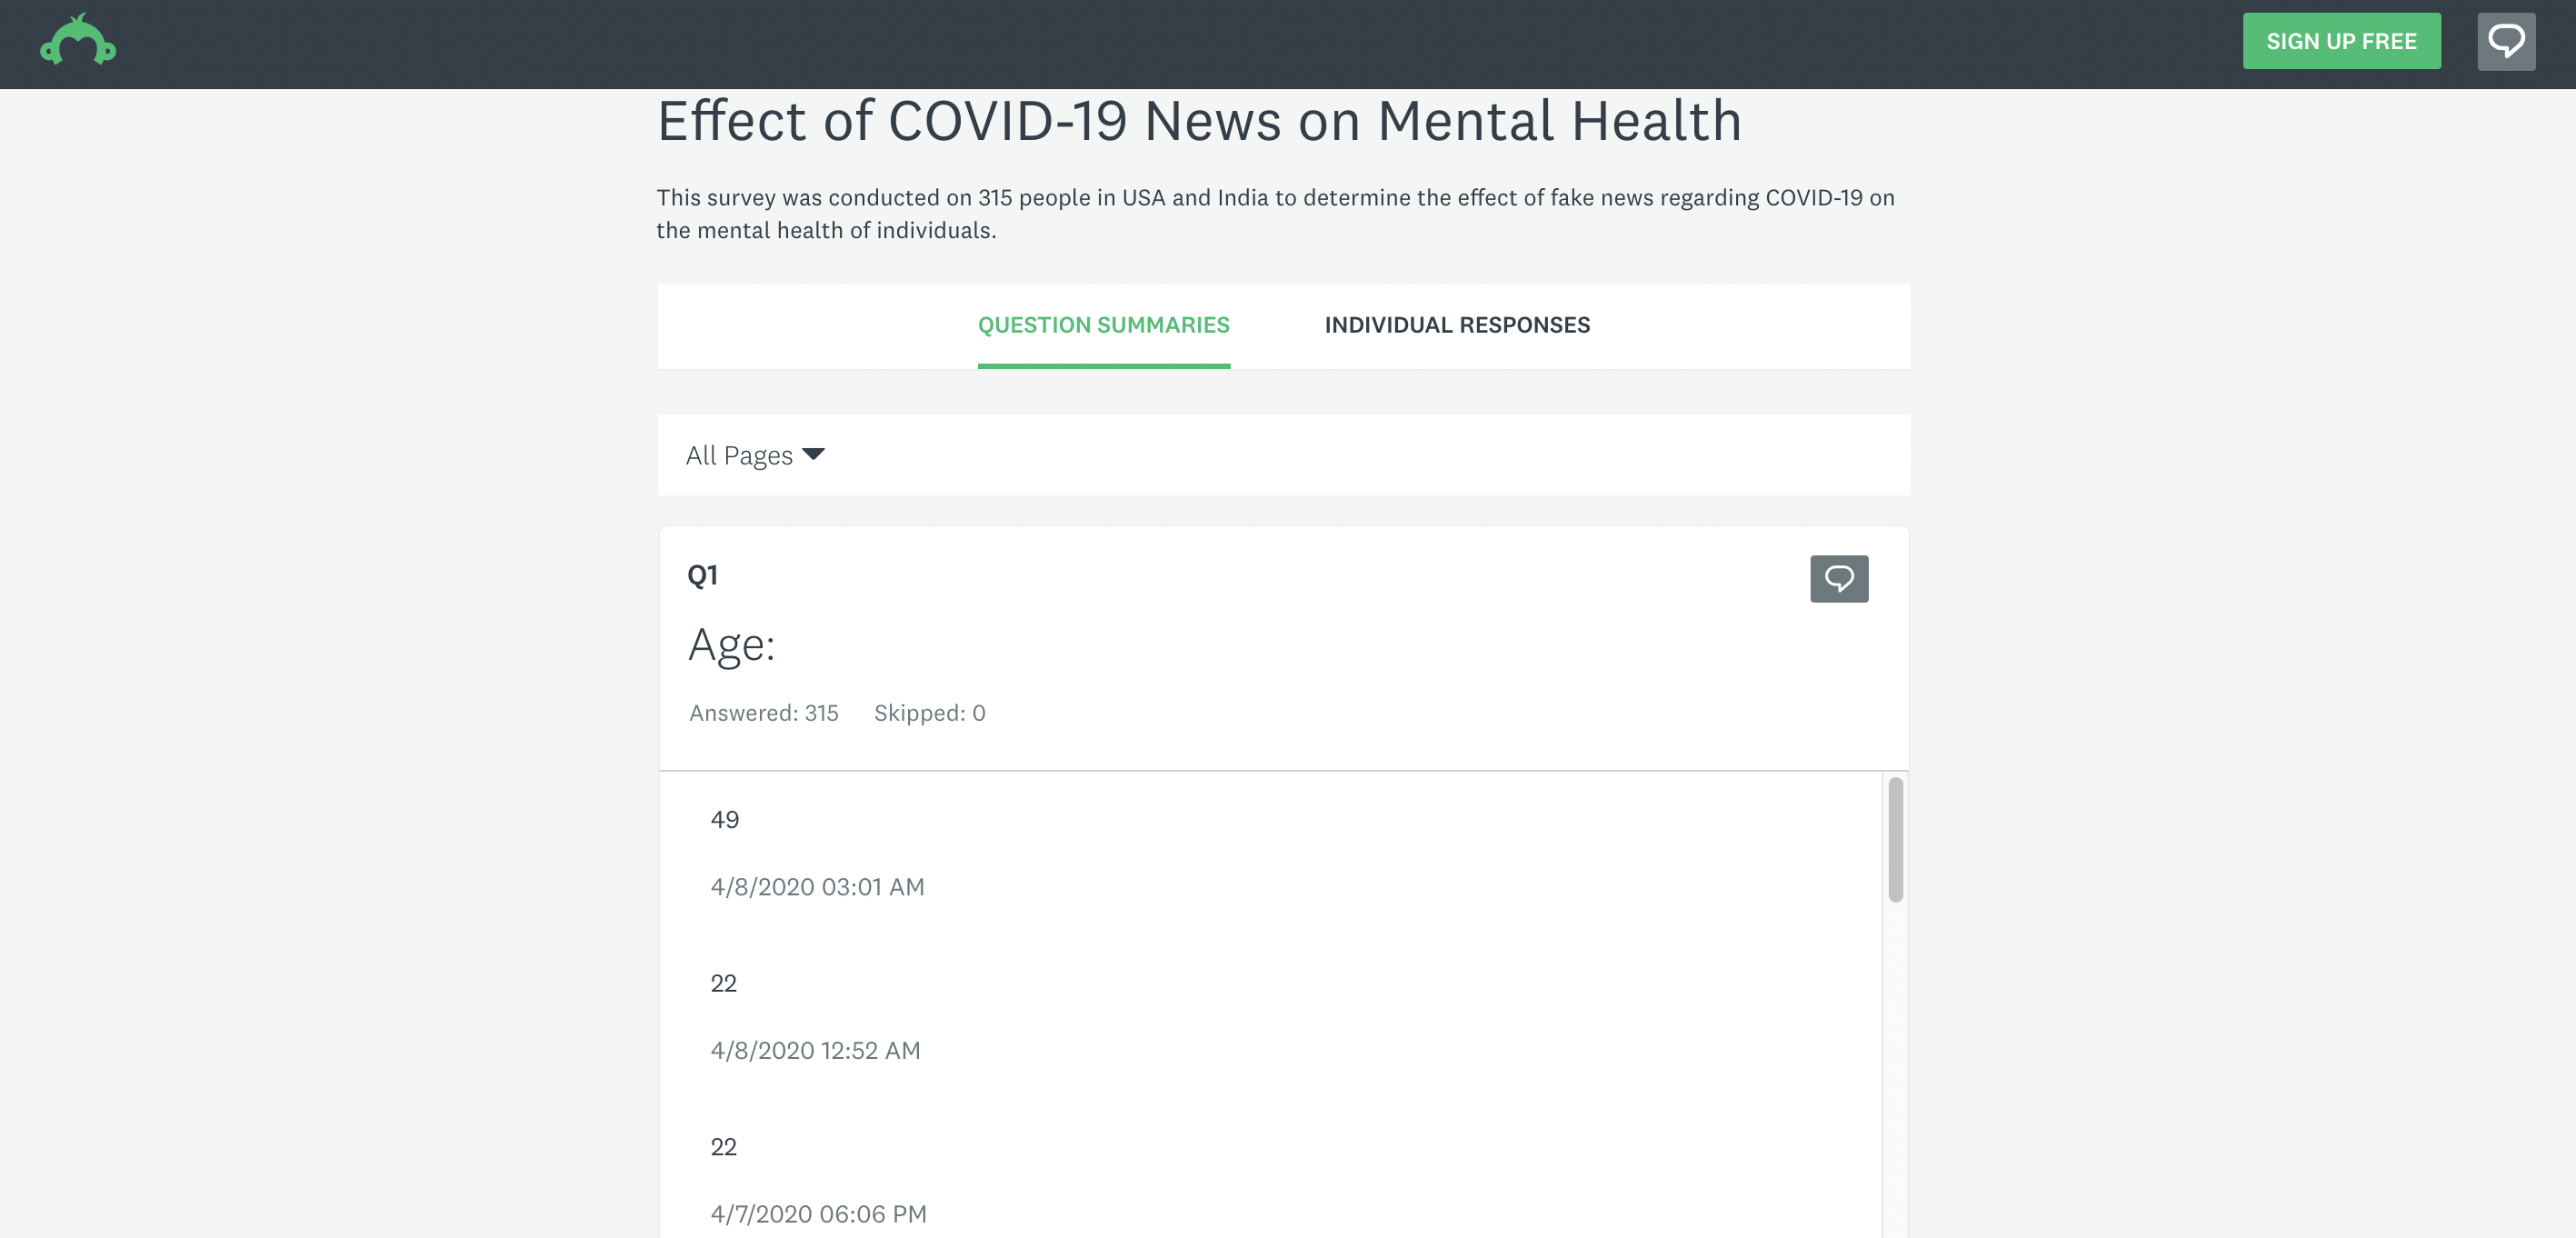 SIGN UP FREE
Effect of COVID-19 News on Mental Health
This survey was conducted on 315 people in USA and India to determine the effect of fake news regarding COVID-19 on
the mental health of individuals.
QUESTION SUMMARIES INDIVIDUAL RESPONSES
All Pages
Q1
Age:
Answered: 315 Skipped: 0
49
4/8/2020 03:01 AM
22
4/8/2020 12:52 AM
22
4/7/2020 06:06 PM